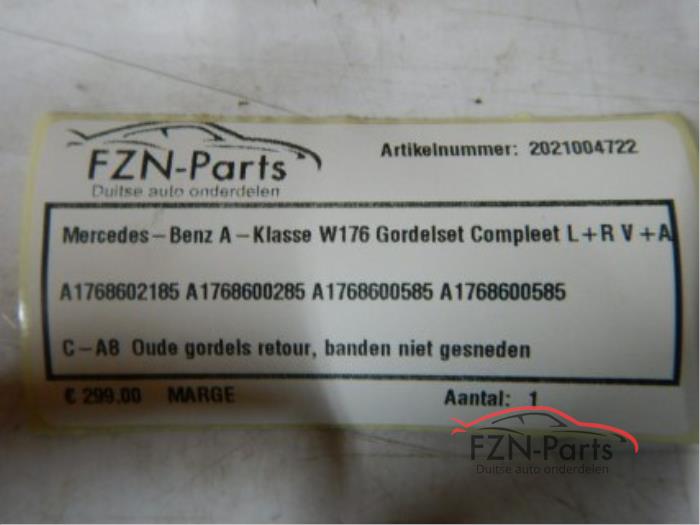 FZN-Parts
Duitse auto onderdelen
Artikelnummer: 2021004722
Mercedes-Benz A-Klasse W176 Gordelset Compleet L+R V+A
A1768602185 A1768600285 A1768600585 A1768600585
C-A8 Oude gordels retour, banden niet gesneden
€ 299.00 MARGE Aantal: 1
FZN-Parts
Duitse auto onderdelen